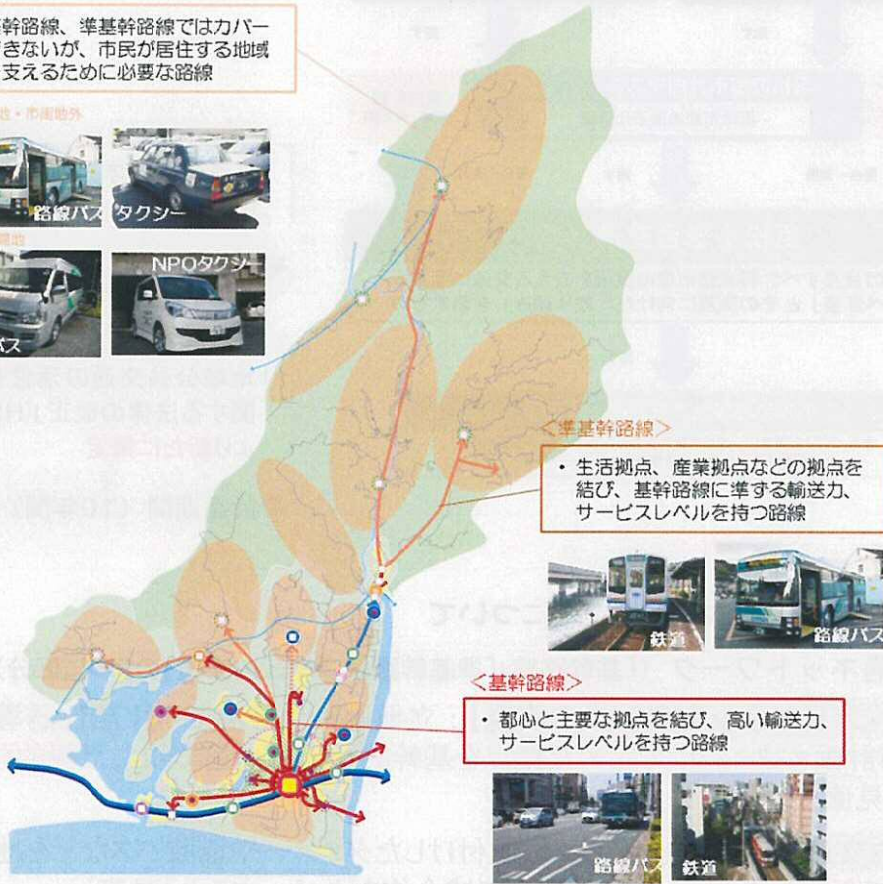 幹路線、準基幹路線ではカバー
きないが、市民が居住する地域
支えるために必要な路線
地・市街地外
路線バス
タクシー
NPOタクシー
バス
＜準基幹路線＞
・ 生活拠点、産業拠点などの拠点を
結び、基幹路線に準ずる輸送力、
サービスレベルを持つ路線
鉄道
路線バス
＜基幹路線＞
・ 都心と主要な拠点を結び、高い輸送力、
サービスレベルを持つ路線
路線バス
鉄道